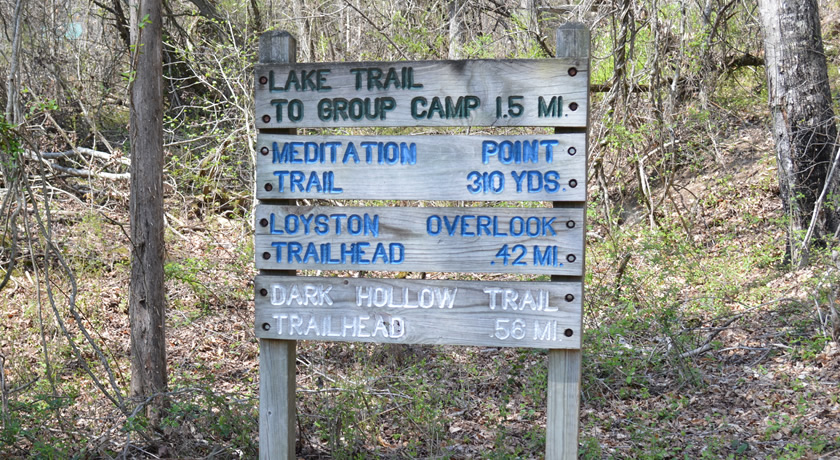 LAKE TRAIL
TO GROUP CAMP 1.5 MI.
MEDITATION POINT
TRAIL 310 YDS.
LOYSTON OVERLOOK
TRAILHEAD .42 MI.
DARK HOLLOW TRAIL
TRAILHEAD .56 MI.